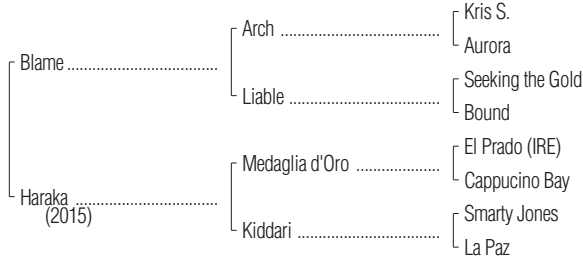 Kris S.
Arch ..........................................
Aurora
Blame ........................................
Seeking the Gold
Liable ........................................
Bound
El Prado (IRE)
Medaglia d'Oro ......................
Cappucino Bay
Haraka ......................................
(2015)
Smarty Jones
Kiddari ......................................
La Paz